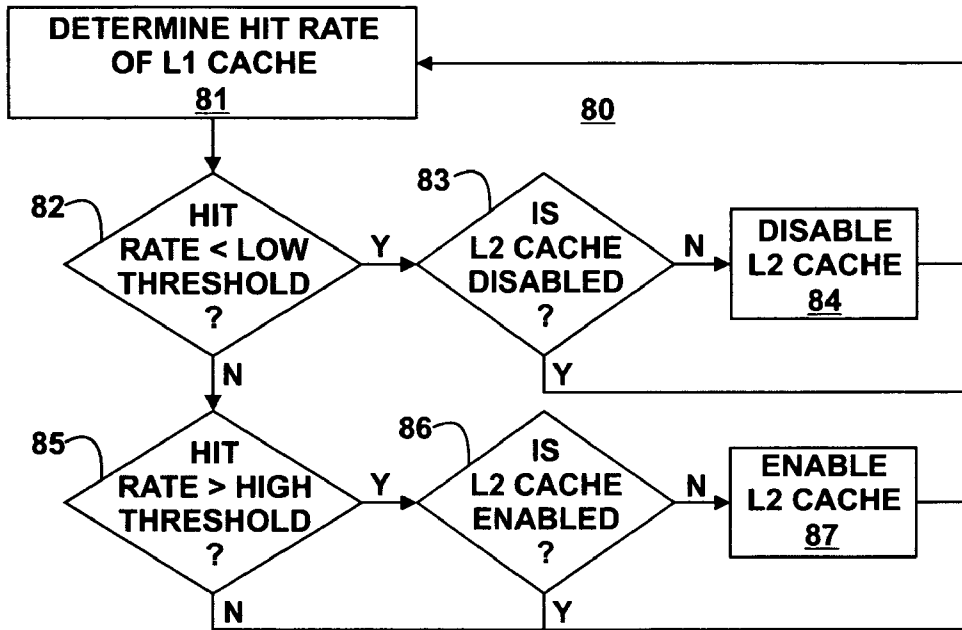 DETERMINE HIT RATE
OF L1 CACHE
81
80
82
HIT
RATE < LOW
THRESHOLD
?
Y
N
83
IS
L2 CACHE
DISABLED
?
N
Y
DISABLE
L2 CACHE
84
85
HIT
RATE > HIGH
THRESHOLD
?
Y
N
86
IS
L2 CACHE
ENABLED
?
N
Y
ENABLE
L2 CACHE
87